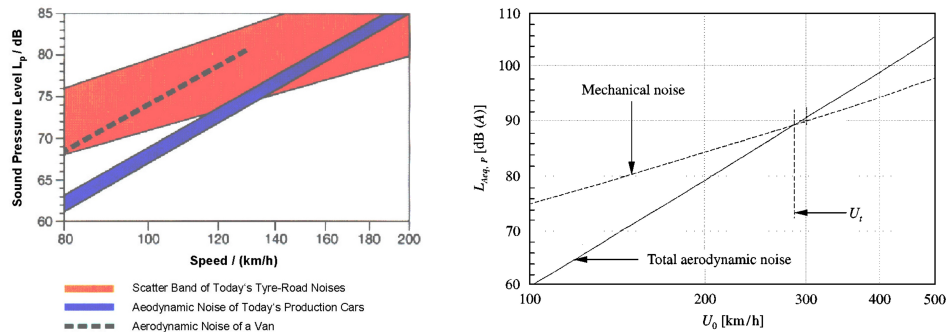 Sound Pressure Level Lp / dB
85
80
75
70
65
60
80
100
120
140
160
180
200
Speed / (km/h)
Scatter Band of Today's Tyre-Road Noises
Aeodynamic Noise of Today's Production Cars
Aerodynamic Noise of a Van
LAeq, P [dB (A)]
110
100
90
80
70
60
Mechanical noise
Ut
Total aerodynamic noise
100
200
300
400
500
U0 [km/h]